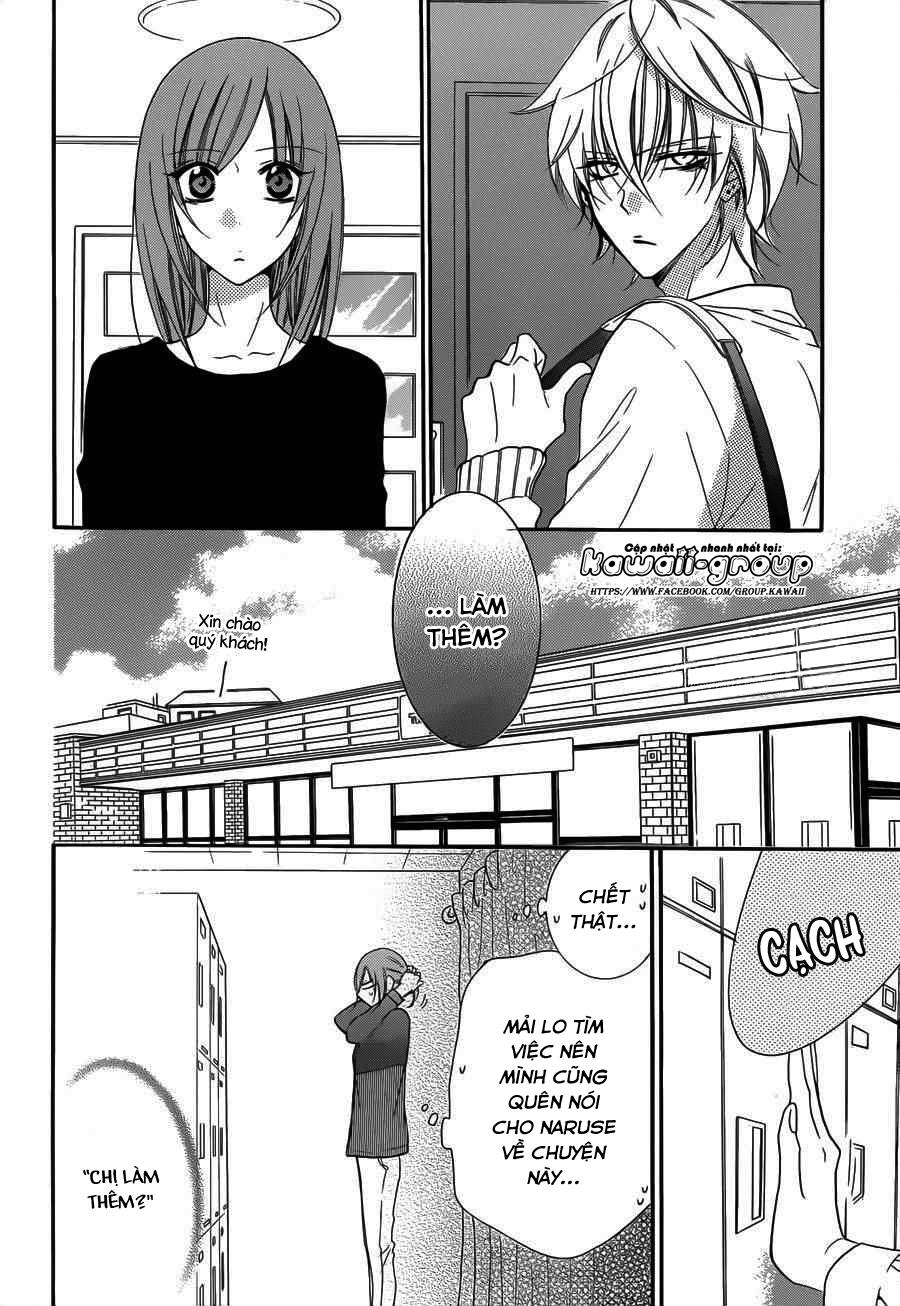 Cập nhật nhanh nhất tại:
kawaii-group
HTTPS://WWW.FACEBOOK.COM/GROUP.KAWAII
... LÀM
THÊM?
Xin chào
quý khách!
CẠCH
CHẾT
THẬT...
MẢI LO TÌM
VIỆC NÊN
MÌNH CŨNG
QUÊN NÓI
CHO NARUSE
VỀ CHUYỆN
NÀY...
"CHỊ LÀM
THÊM?"